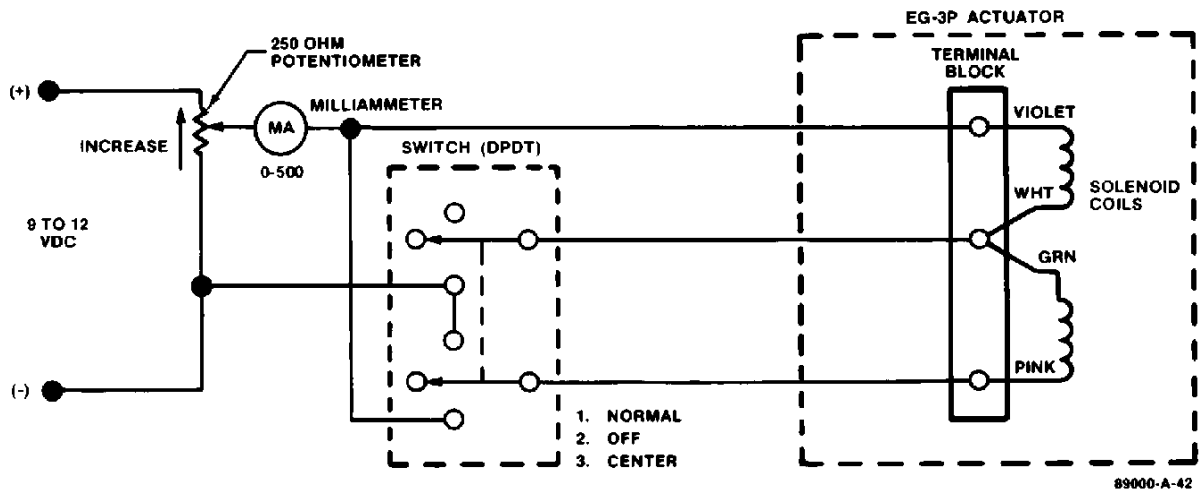 EG-3P ACTUATOR
250 OHM
POTENTIOMETER
TERMINAL
BLOCK
(+)
MILLIAMMETER
VIOLET
MA
INCREASE
0-500
SWITCH (DPDT)
WHT
SOLENOID
COILS
9 TO 12
VDC
GRN
PINK
(-)
1. NORMAL
2. OFF
3. CENTER
89000-A-42